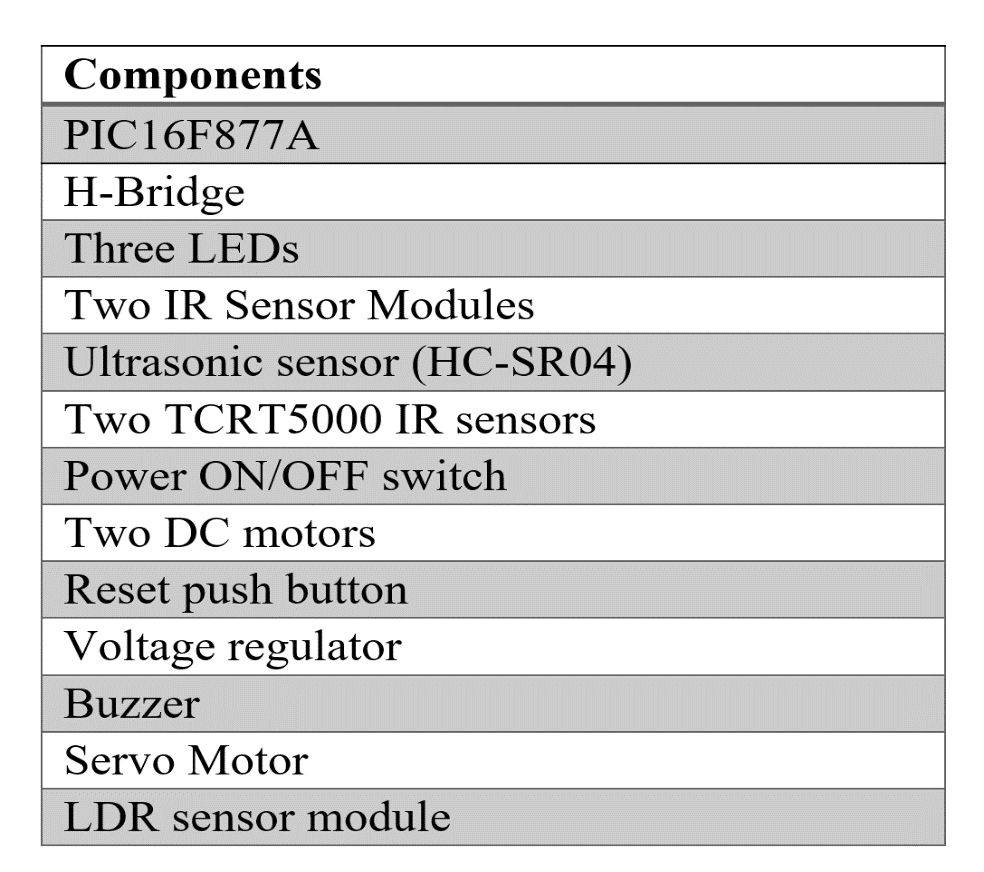 Components
PIC16F877A
H-Bridge
Three LEDs
Two IR Sensor Modules
Ultrasonic sensor (HC-SR04)
Two TCRT5000 IR sensors
Power ON/OFF switch
Two DC motors
Reset push button
Voltage regulator
Buzzer
Servo Motor
LDR sensor module